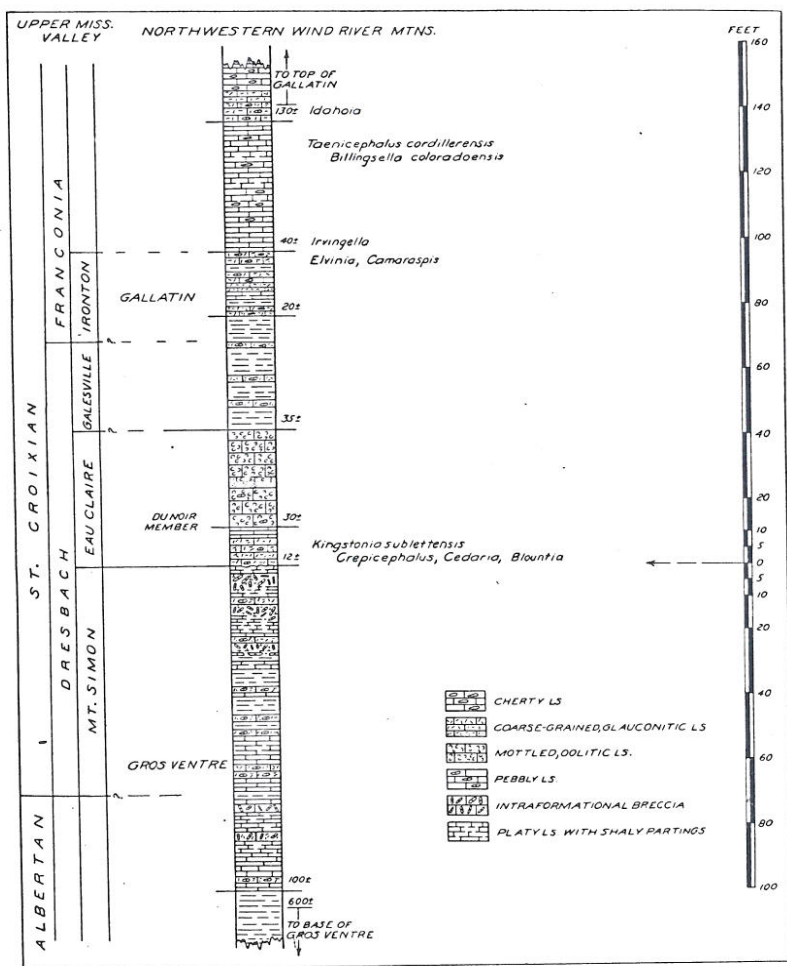 UPPER MISS.
VALLEY
NORTHWESTERN WIND RIVER MTNS.
FEET
160
TO TOP OF
GALLATIN
130± Idahoia
140
Taenicephalus cordillerensis
Billingsella coloradoensis
120
40± Irvingella
100
Elvinia, Camaraspis
FRANCONIA
IRONTON
GALLATIN
20±
80
?
60
GALESVILLE
35±
?
40
ST. CROIXIAN
DRESBACH
EAU CLAIRE
20
DU NOIR
MEMBER
30±
10
Kingstonia sublettensis
5
12±
Crepicephalus, Cedaria, Blountia
0
5
10
20
MT. SIMON
40
CHERTY LS
COARSE-GRAINED, GLAUCONITIC LS
60
MOTTLED, OOLITIC LS.
GROS VENTRE
PEBBLY LS.
?
INTRAFORMATIONAL BRECCIA
80
PLATY LS WITH SHALY PARTINGS
ALBERTAN
100±
100
600±
TO BASE OF
GROS VENTRE